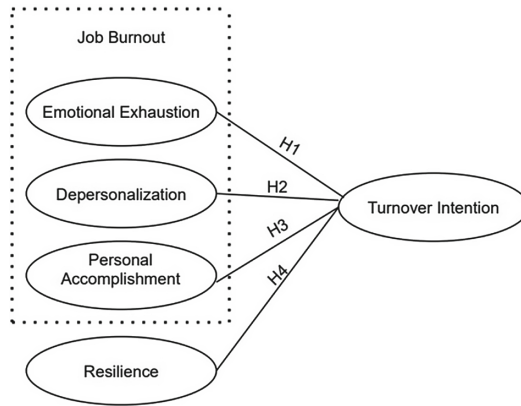 Job Burnout
Emotional Exhaustion
H1
Depersonalization
H2
Turnover Intention
Personal
Accomplishment
H3
H4
Resilience